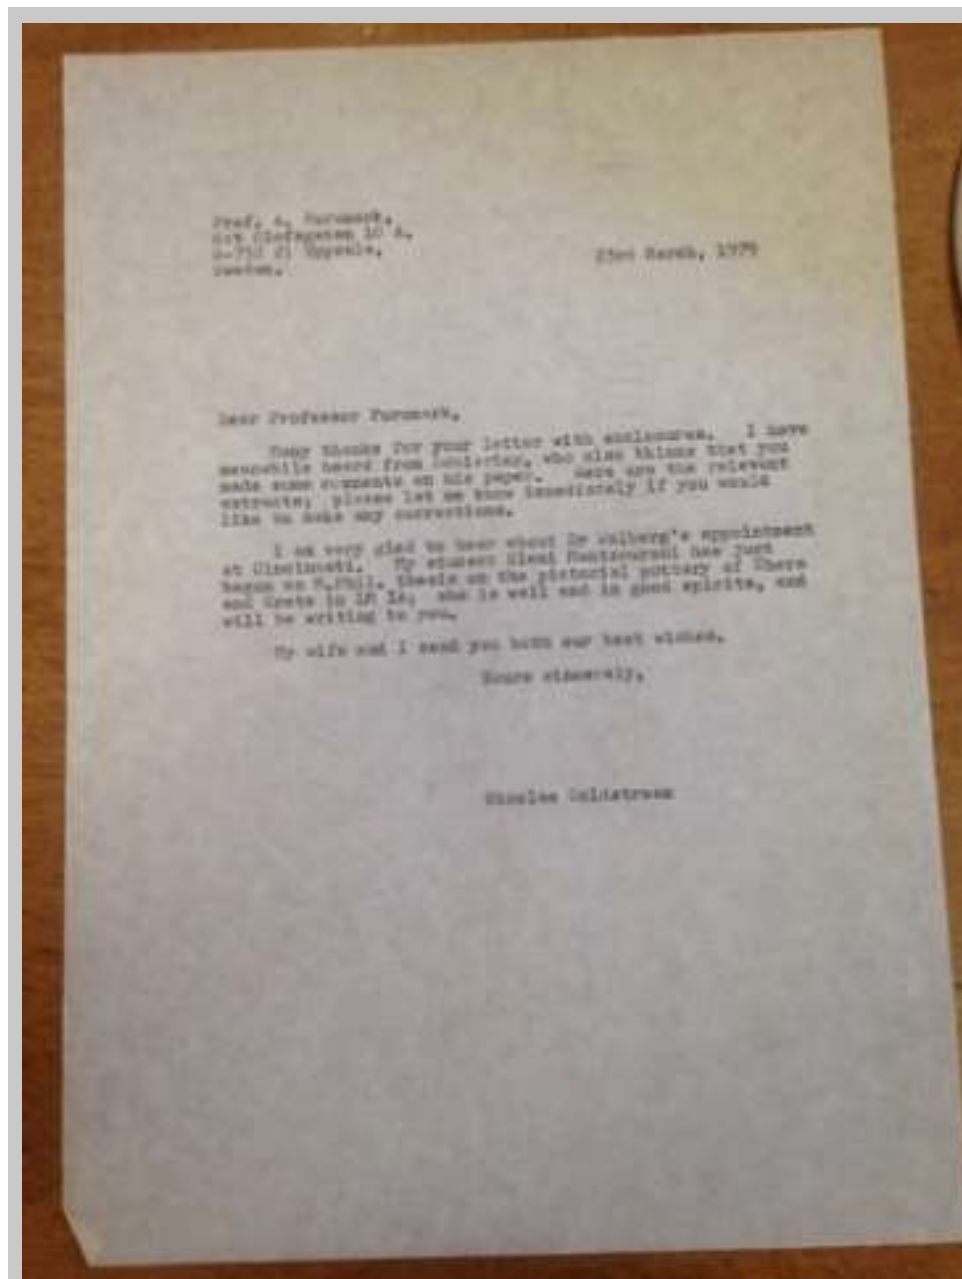 Prof. A. Furumark,
S:t Olofsgatan 10 A,
S-752 21 Uppsala,
Sweden.
23rd March, 1979
Dear Professor Furumark,
Many thanks for your letter with enclosures. I have
meanwhile heard from who also thinks that you
made some comments on his paper. Here are the relevant
extracts; please let me know immediately if you would
like to make any corrections.
I am very glad to hear about Dr Walberg's appointment
at Cincinnati. My student has just
begun an M.Phil. thesis on the pictorial pottery of Thera
and Crete in LM IA; she is well and in good spirits, and
will be writing to you.
My wife and I send you both our best wishes.
Yours sincerely,
Nicolas Coldstream